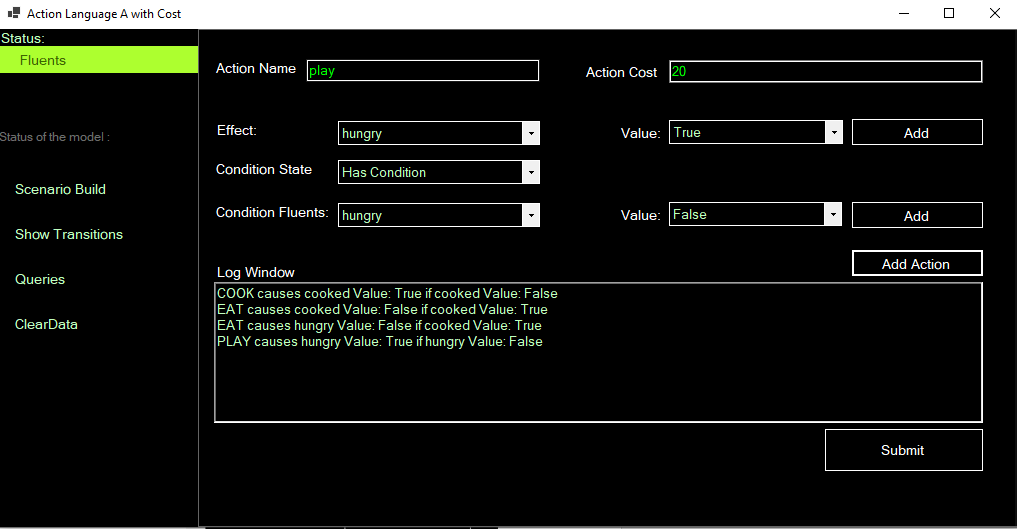 Action Language A with Cost
Status:
Fluents
Status of the model :
Scenario Build
Show Transitions
Queries
ClearData
Action Name play Action Cost 20
Effect: hungry Value: True Add
Condition State Has Condition
Condition Fluents: hungry Value: False Add
Add Action
Log Window
COOK causes cooked Value: True if cooked Value: False
EAT causes cooked Value: False if cooked Value: True
EAT causes hungry Value: False if cooked Value: True
PLAY causes hungry Value: True if hungry Value: False
Submit